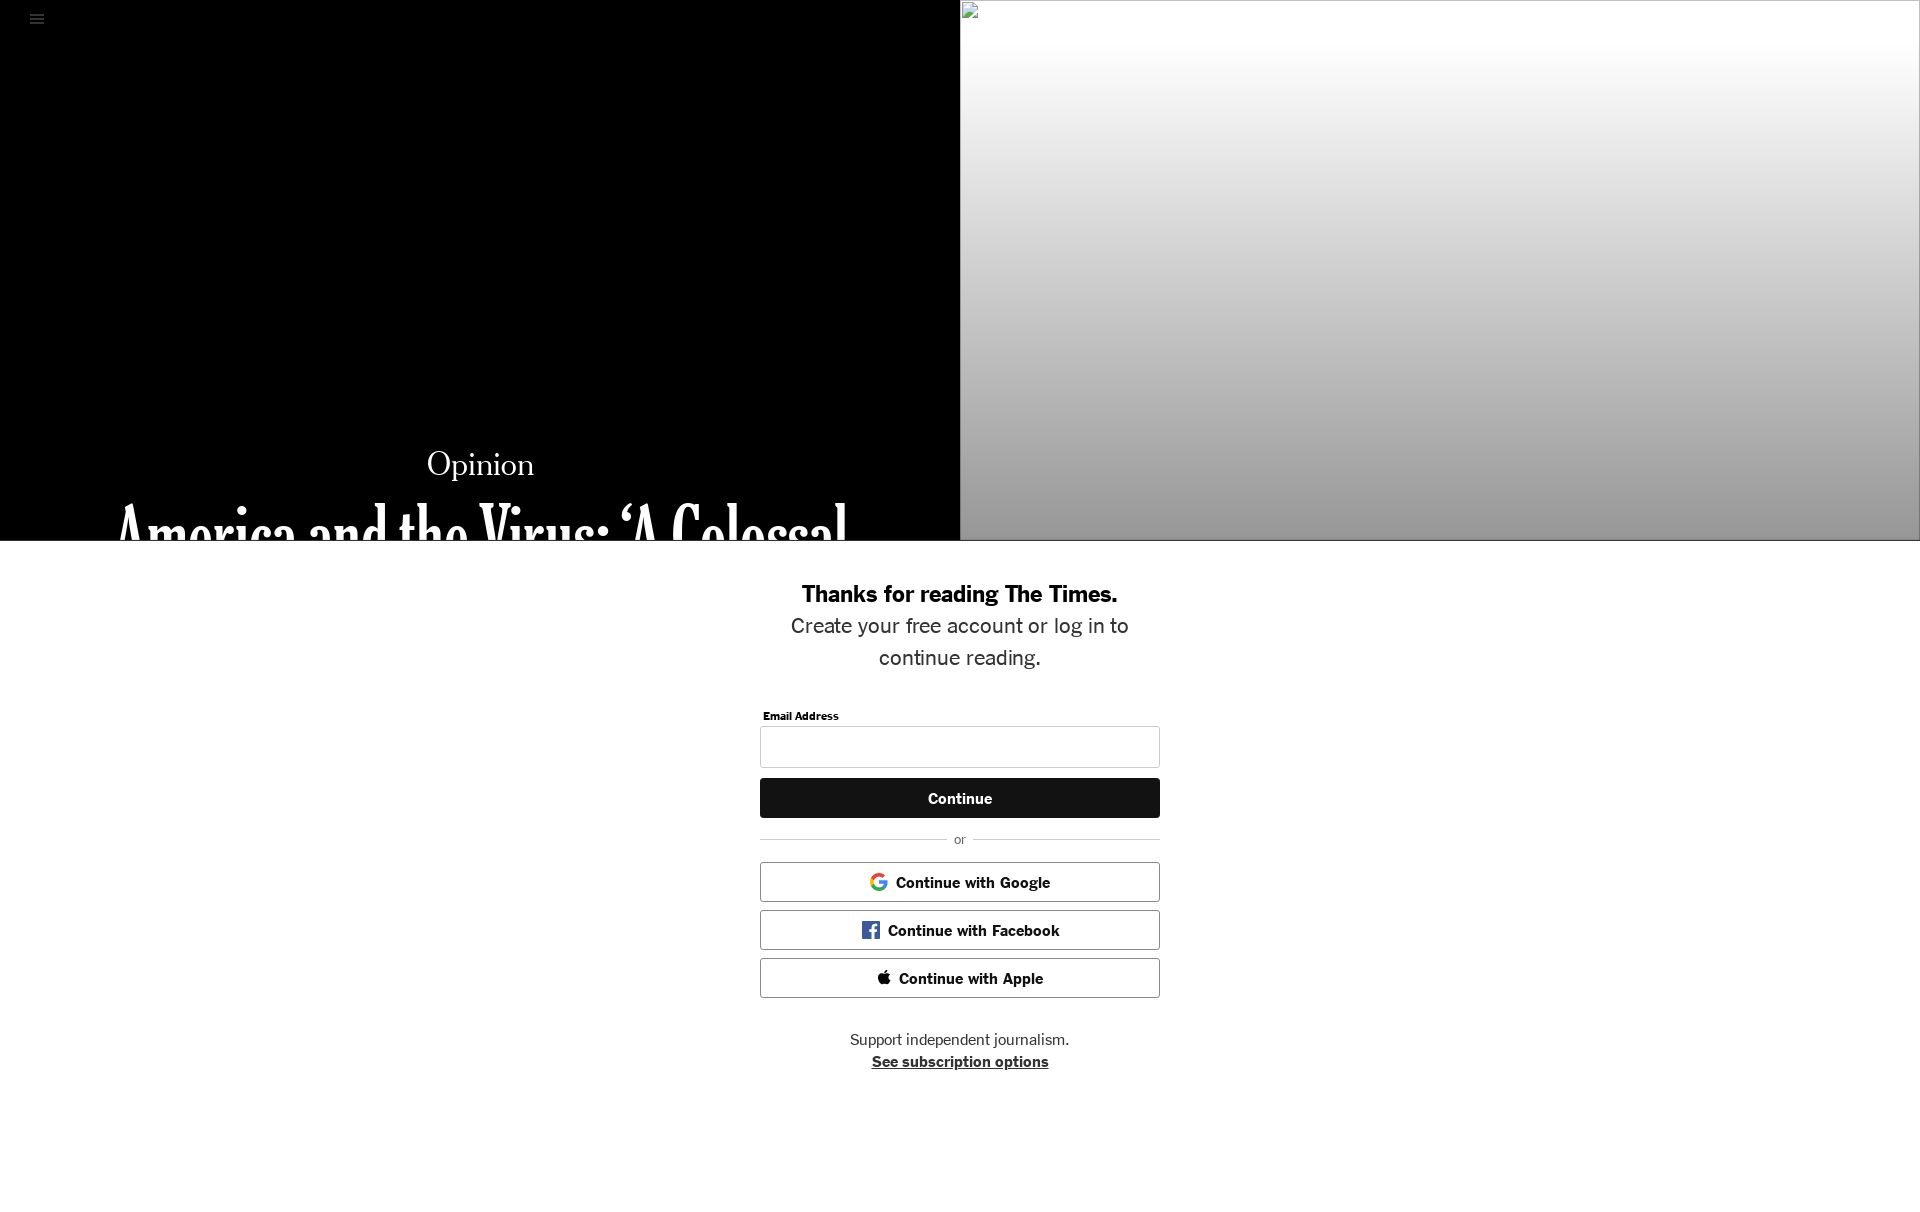 Opinion
America and the Virus: ‘A Colossal
Thanks for reading The Times.
Create your free account or log in to
continue reading.
Email Address
Continue
or
Continue with Google
Continue with Facebook
Continue with Apple
Support independent journalism.
See subscription options